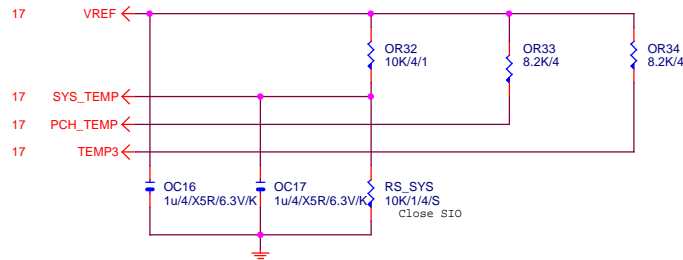 17 VREF
OR32
10K/4/1
OR33
8.2K/4
OR34
8.2K/4
17 SYS_TEMP
17 PCH_TEMP
17 TEMP3
OC16
1u/4/X5R/6.3V/K
OC17
1u/4/X5R/6.3V/K
RS_SYS
10K/1/4/S
Close SIO